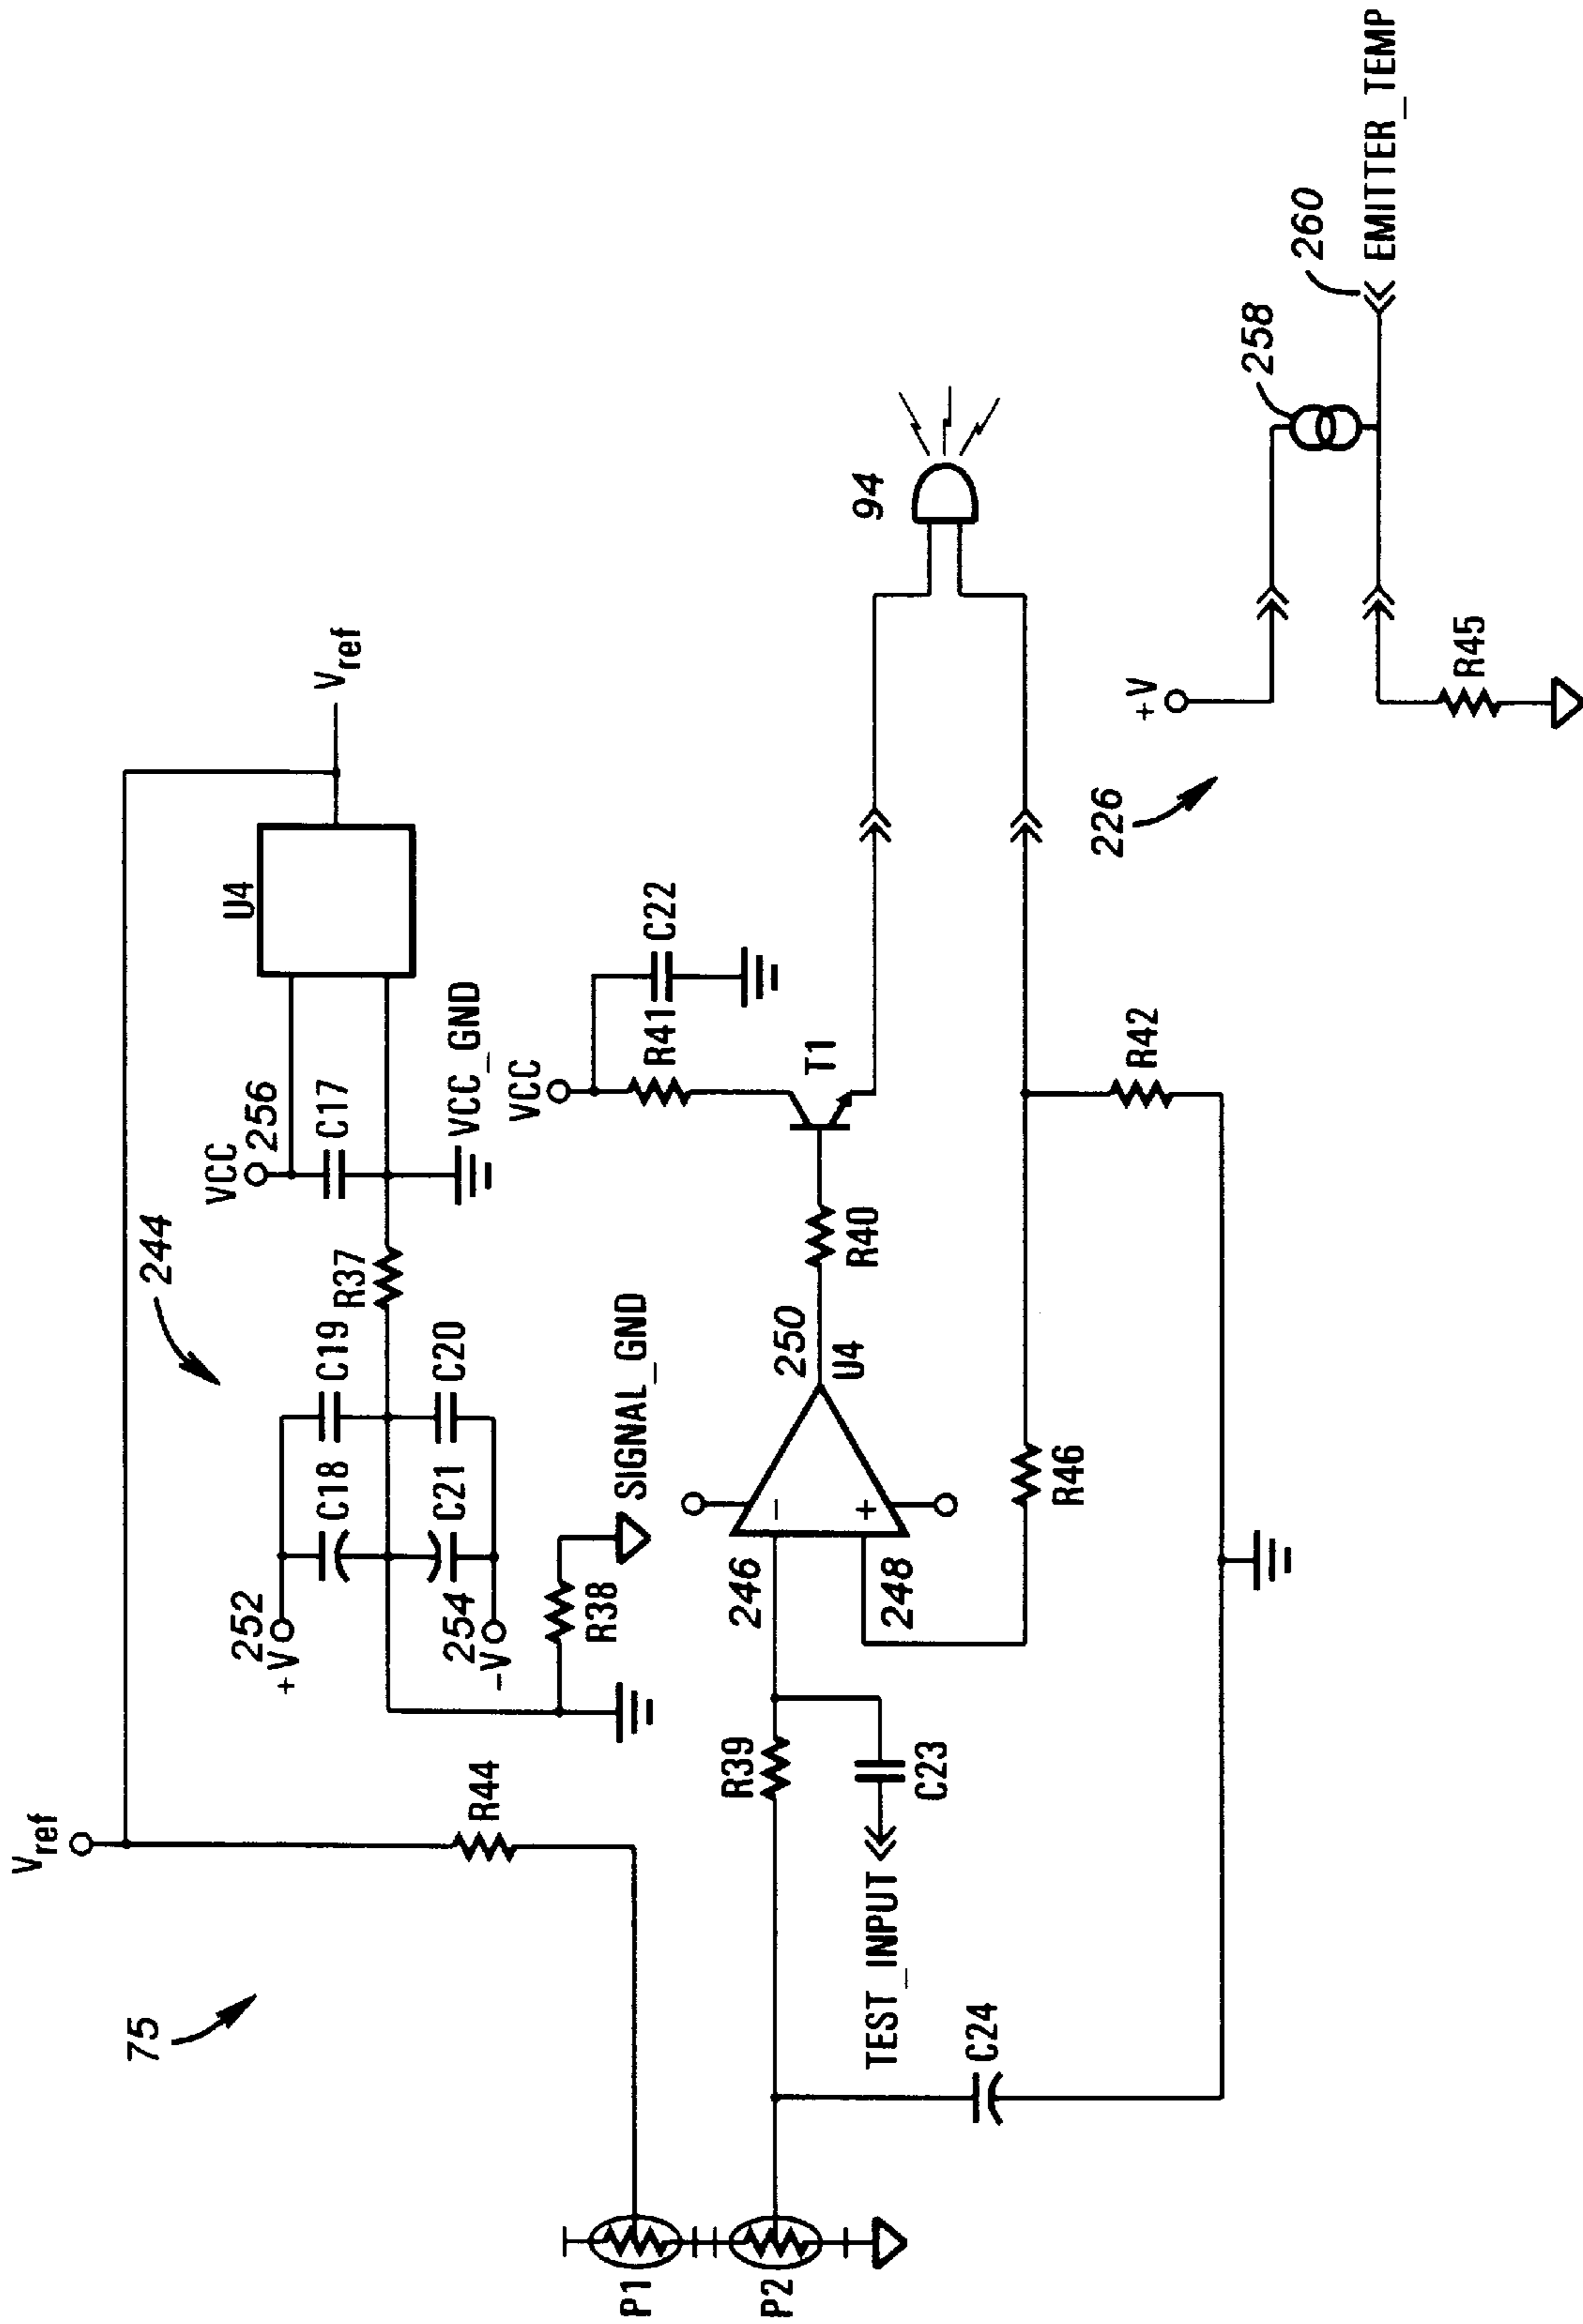 Vref
75
R44
244
252
+V
C18
C19
VCC
256
C17
U4
Vref
R37
254
-V
C21
C20
VCC_GND
R38
SIGNAL_GND
VCC
R41
C22
P1
P2
R39
246
-
250
U4
R40
T1
94
+
248
TEST_INPUT
C23
C24
R46
R42
226
+V
258
260
EMITTER_TEMP
R45